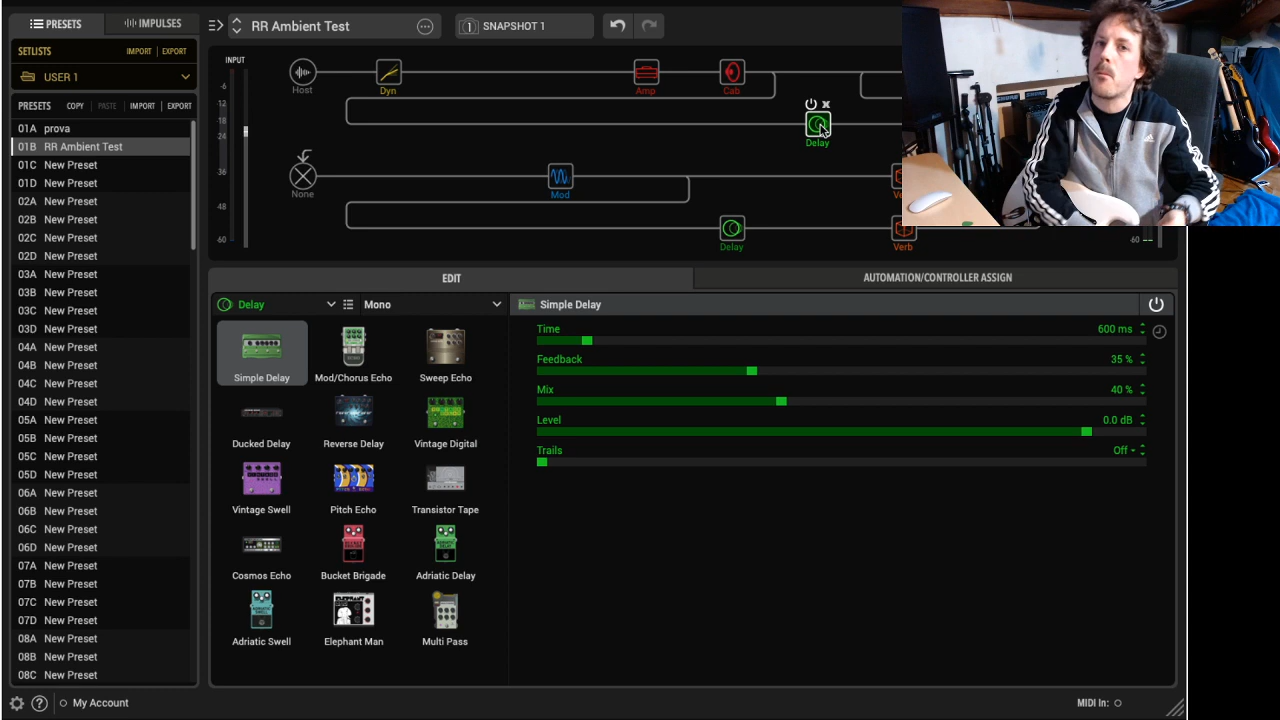 PRESETS
IMPULSES
RR Ambient Test
SNAPSHOT 1
SETLISTS
IMPORT | EXPORT
USER 1
PRESETS COPY PASTE IMPORT EXPORT
01A prova
01B RR Ambient Test
01C New Preset
01D New Preset
02A New Preset
02B New Preset
02C New Preset
02D New Preset
03A New Preset
03B New Preset
03C New Preset
03D New Preset
04A New Preset
04B New Preset
04C New Preset
04D New Preset
05A New Preset
05B New Preset
05C New Preset
05D New Preset
06A New Preset
06B New Preset
06C New Preset
06D New Preset
07A New Preset
07B New Preset
07C New Preset
07D New Preset
08A New Preset
08B New Preset
08C New Preset
My Account
INPUT
-6
-12
-18
-24
-36
-48
-60
Host
Dyn
Amp
Cab
Delay
None
Mod
Delay
Verb
-60
EDIT
AUTOMATION/CONTROLLER ASSIGN
Delay
Mono
Simple Delay
Mod/Chorus Echo
Sweep Echo
Ducked Delay
Reverse Delay
Vintage Digital
Vintage Swell
Pitch Echo
Transistor Tape
Cosmos Echo
Bucket Brigade
Adriatic Delay
Adriatic Swell
Elephant Man
Multi Pass
Simple Delay
Time 600 ms
Feedback 35 %
Mix 40 %
Level 0.0 dB
Trails Off
MIDI In: